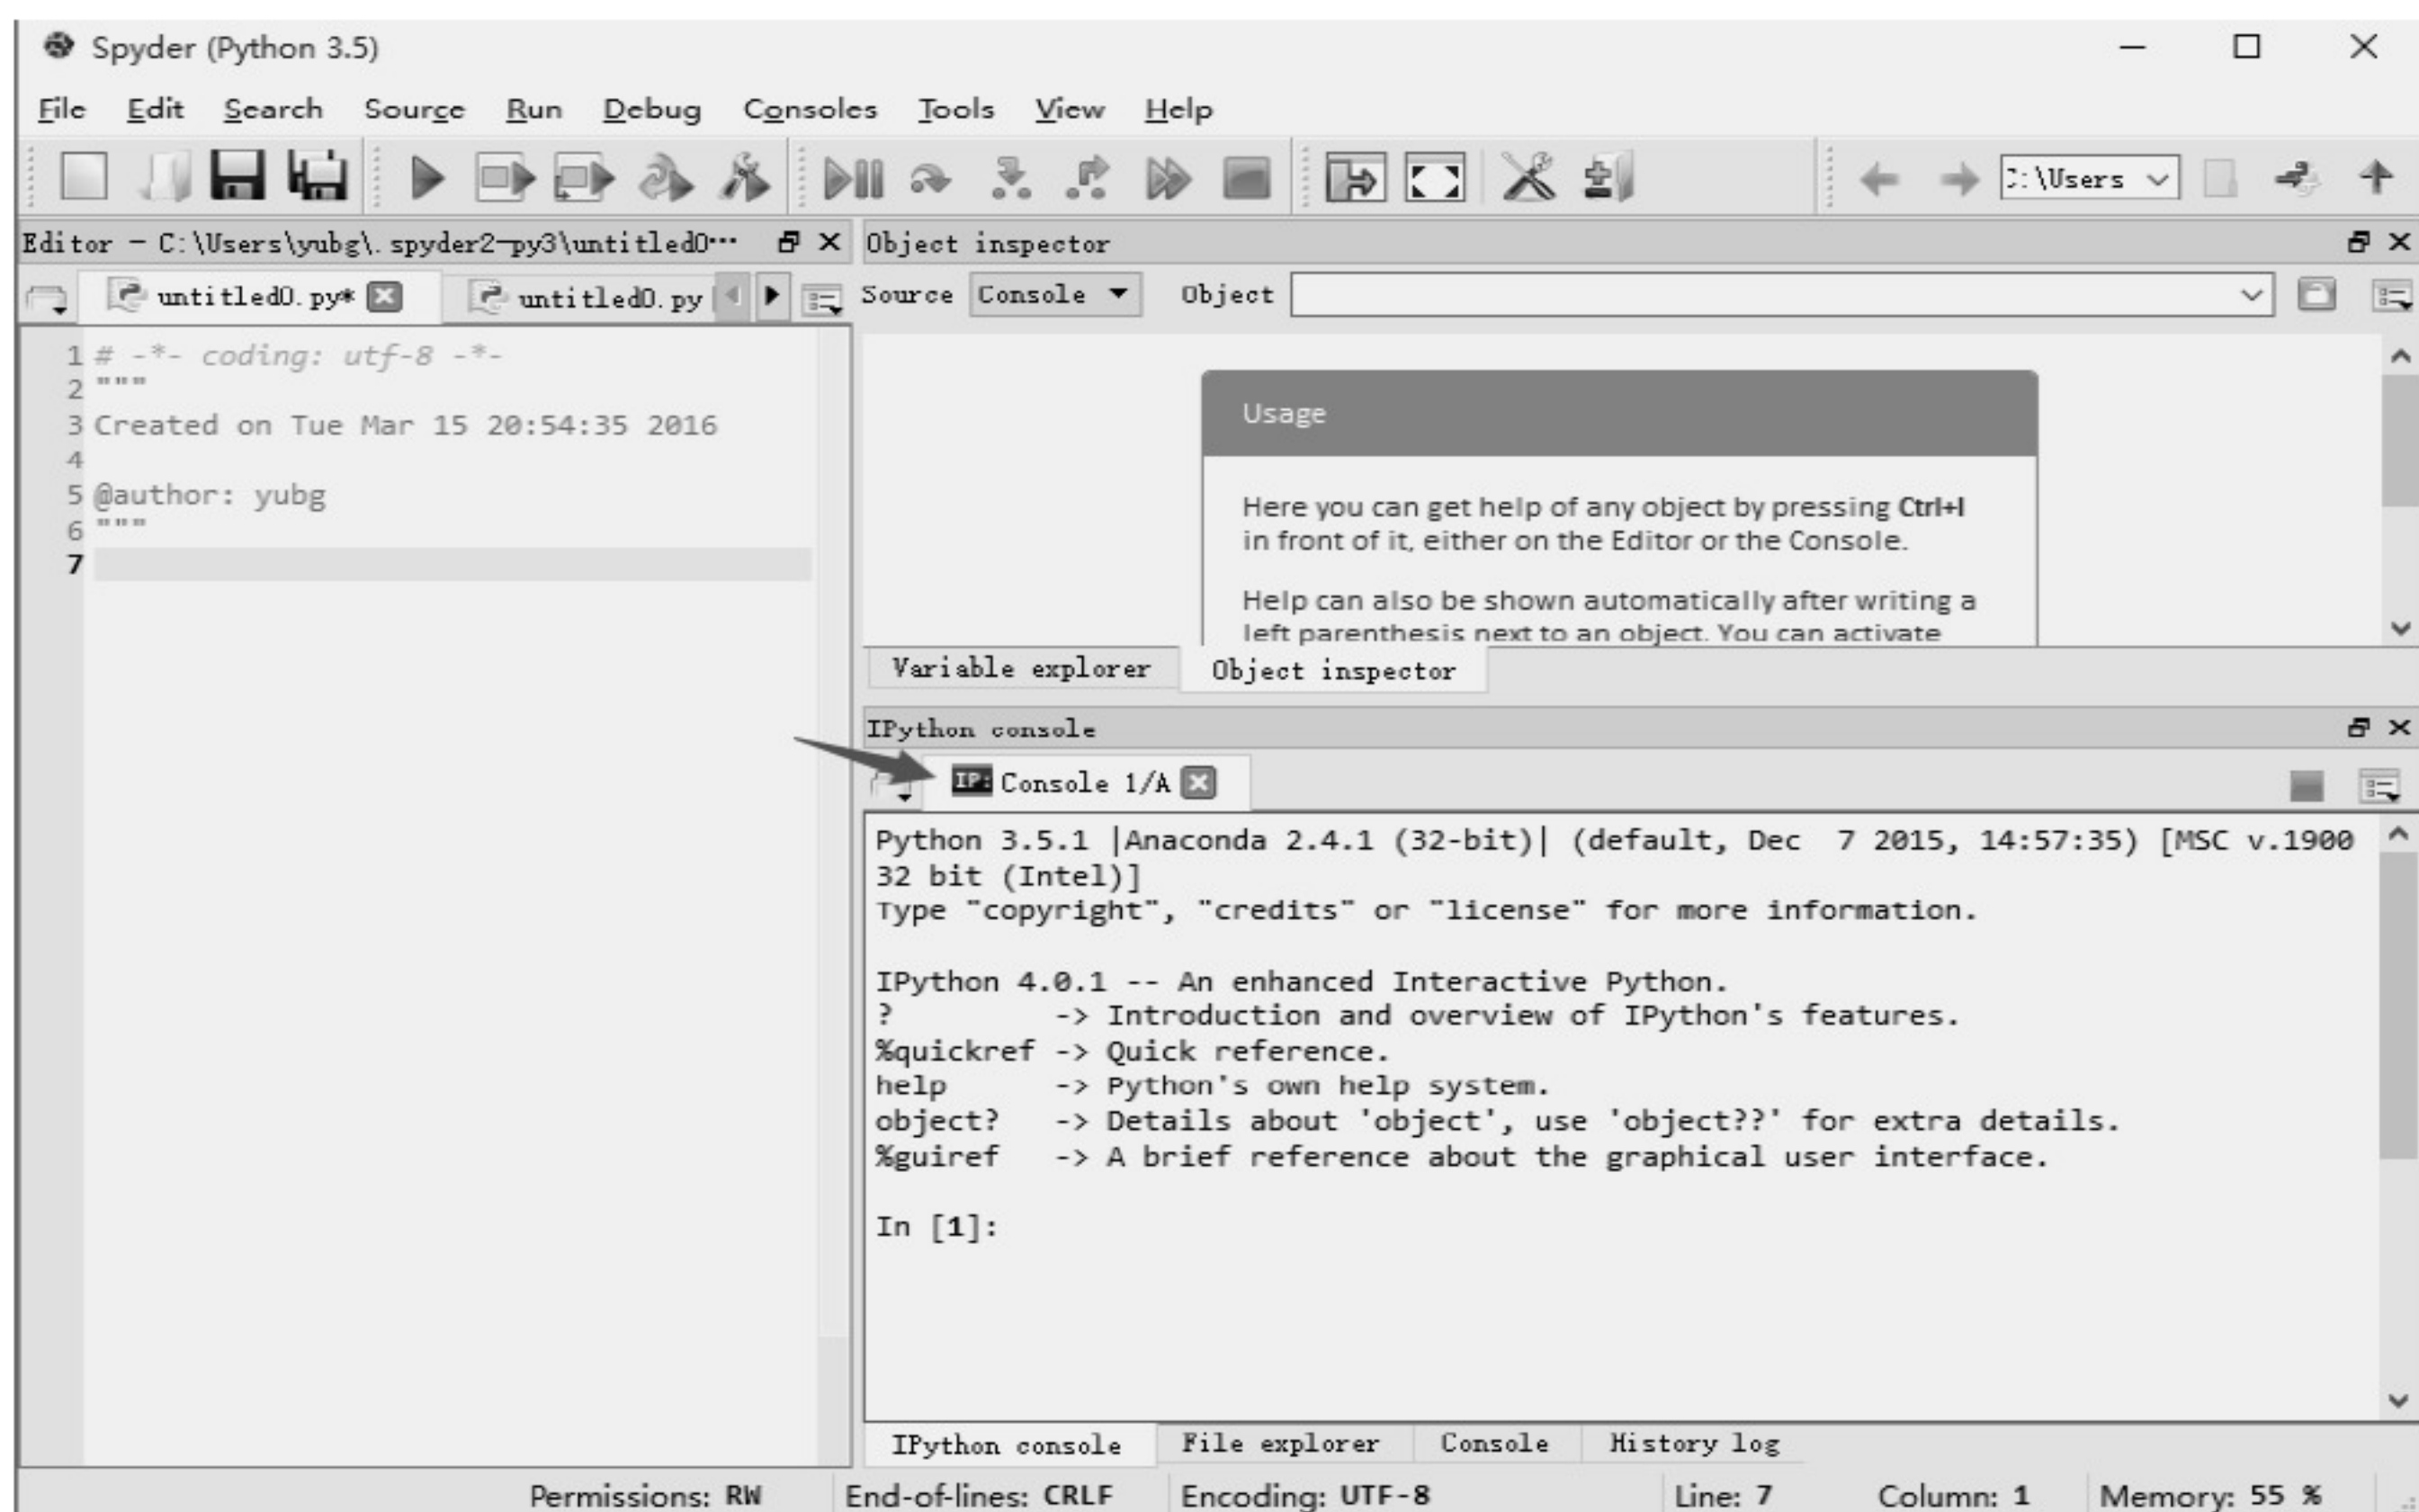 Spyder (Python 3.5)
File Edit Search Source Run Debug Consoles Tools View Help
C:\Users
Editor - C:\Users\yubg\.spyder2-py3\untitled0...
untitled0.py* untitled0.py
1 # -*- coding: utf-8 -*-
2 """
3 Created on Tue Mar 15 20:54:35 2016
4
5 @author: yubg
6 """
7
Object inspector
Source Console Object
Usage
Here you can get help of any object by pressing Ctrl+I
in front of it, either on the Editor or the Console.
Help can also be shown automatically after writing a
left parenthesis next to an object. You can activate
Variable explorer Object inspector
IPython console
IP: Console 1/A
Python 3.5.1 |Anaconda 2.4.1 (32-bit)| (default, Dec  7 2015, 14:57:35) [MSC v.1900
32 bit (Intel)]
Type "copyright", "credits" or "license" for more information.
IPython 4.0.1 -- An enhanced Interactive Python.
?         -> Introduction and overview of IPython's features.
%quickref -> Quick reference.
help      -> Python's own help system.
object?   -> Details about 'object', use 'object??' for extra details.
%guiref   -> A brief reference about the graphical user interface.
In [1]:
IPython console File explorer Console History log
Permissions: RW End-of-lines: CRLF Encoding: UTF-8 Line: 7 Column: 1 Memory: 55 %